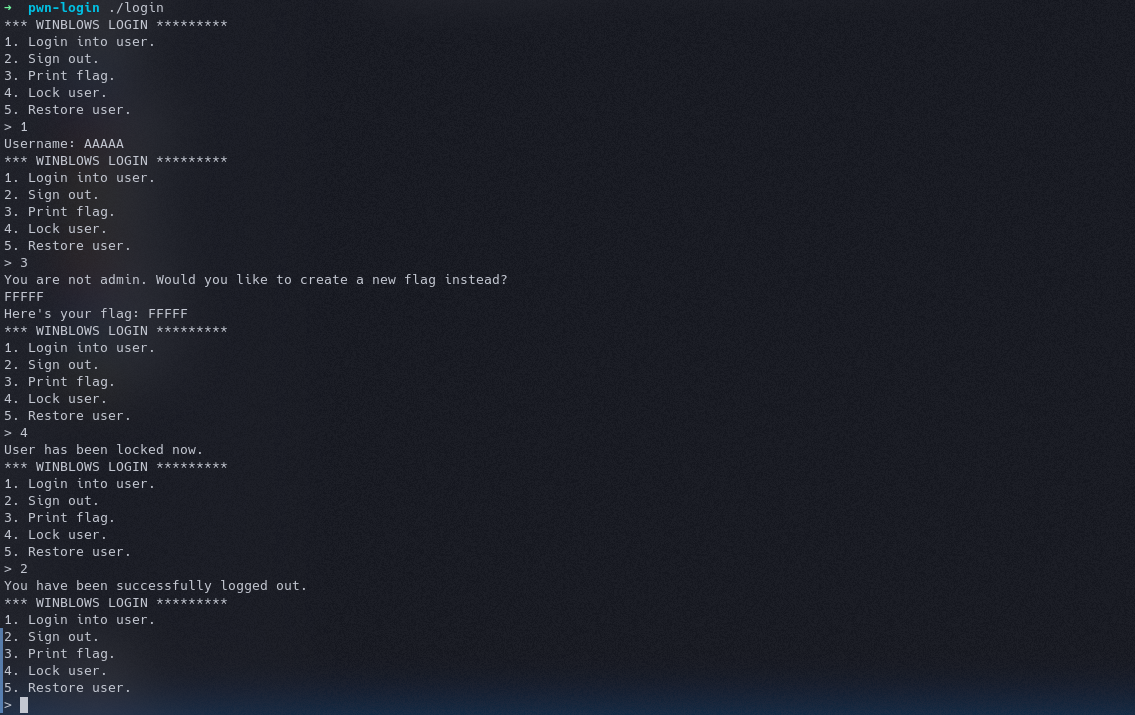 ➜  pwn-login ./login
*** WINBLOWS LOGIN *********
1. Login into user.
2. Sign out.
3. Print flag.
4. Lock user.
5. Restore user.
> 1
Username: AAAAA
*** WINBLOWS LOGIN *********
1. Login into user.
2. Sign out.
3. Print flag.
4. Lock user.
5. Restore user.
> 3
You are not admin. Would you like to create a new flag instead?
FFFFF
Here's your flag: FFFFF
*** WINBLOWS LOGIN *********
1. Login into user.
2. Sign out.
3. Print flag.
4. Lock user.
5. Restore user.
> 4
User has been locked now.
*** WINBLOWS LOGIN *********
1. Login into user.
2. Sign out.
3. Print flag.
4. Lock user.
5. Restore user.
> 2
You have been successfully logged out.
*** WINBLOWS LOGIN *********
1. Login into user.
2. Sign out.
3. Print flag.
4. Lock user.
5. Restore user.
>